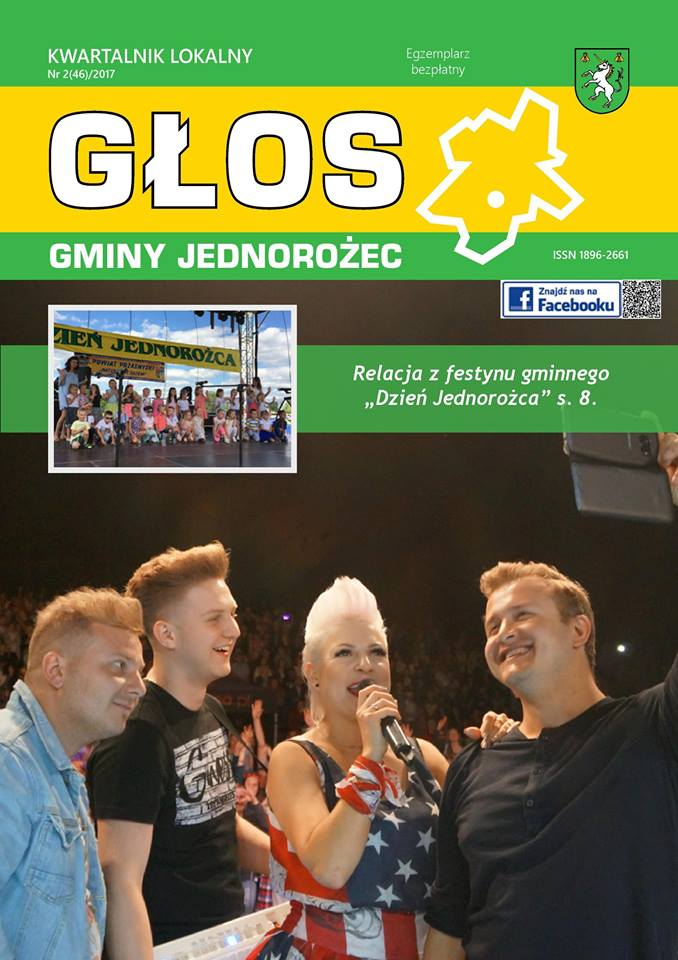 KWARTALNIK LOKALNY
Nr 2(46)/2017
Egzemplarz
bezpłatny
GŁOS
GMINY JEDNOROŻEC
ISSN 1896-2661
Znajdź nas na
Facebooku
DZIEŃ JEDNOROŻCA
POWIAT PRZASNYSKI
Relacja z festynu gminnego
„Dzień Jednorożca” s. 8.